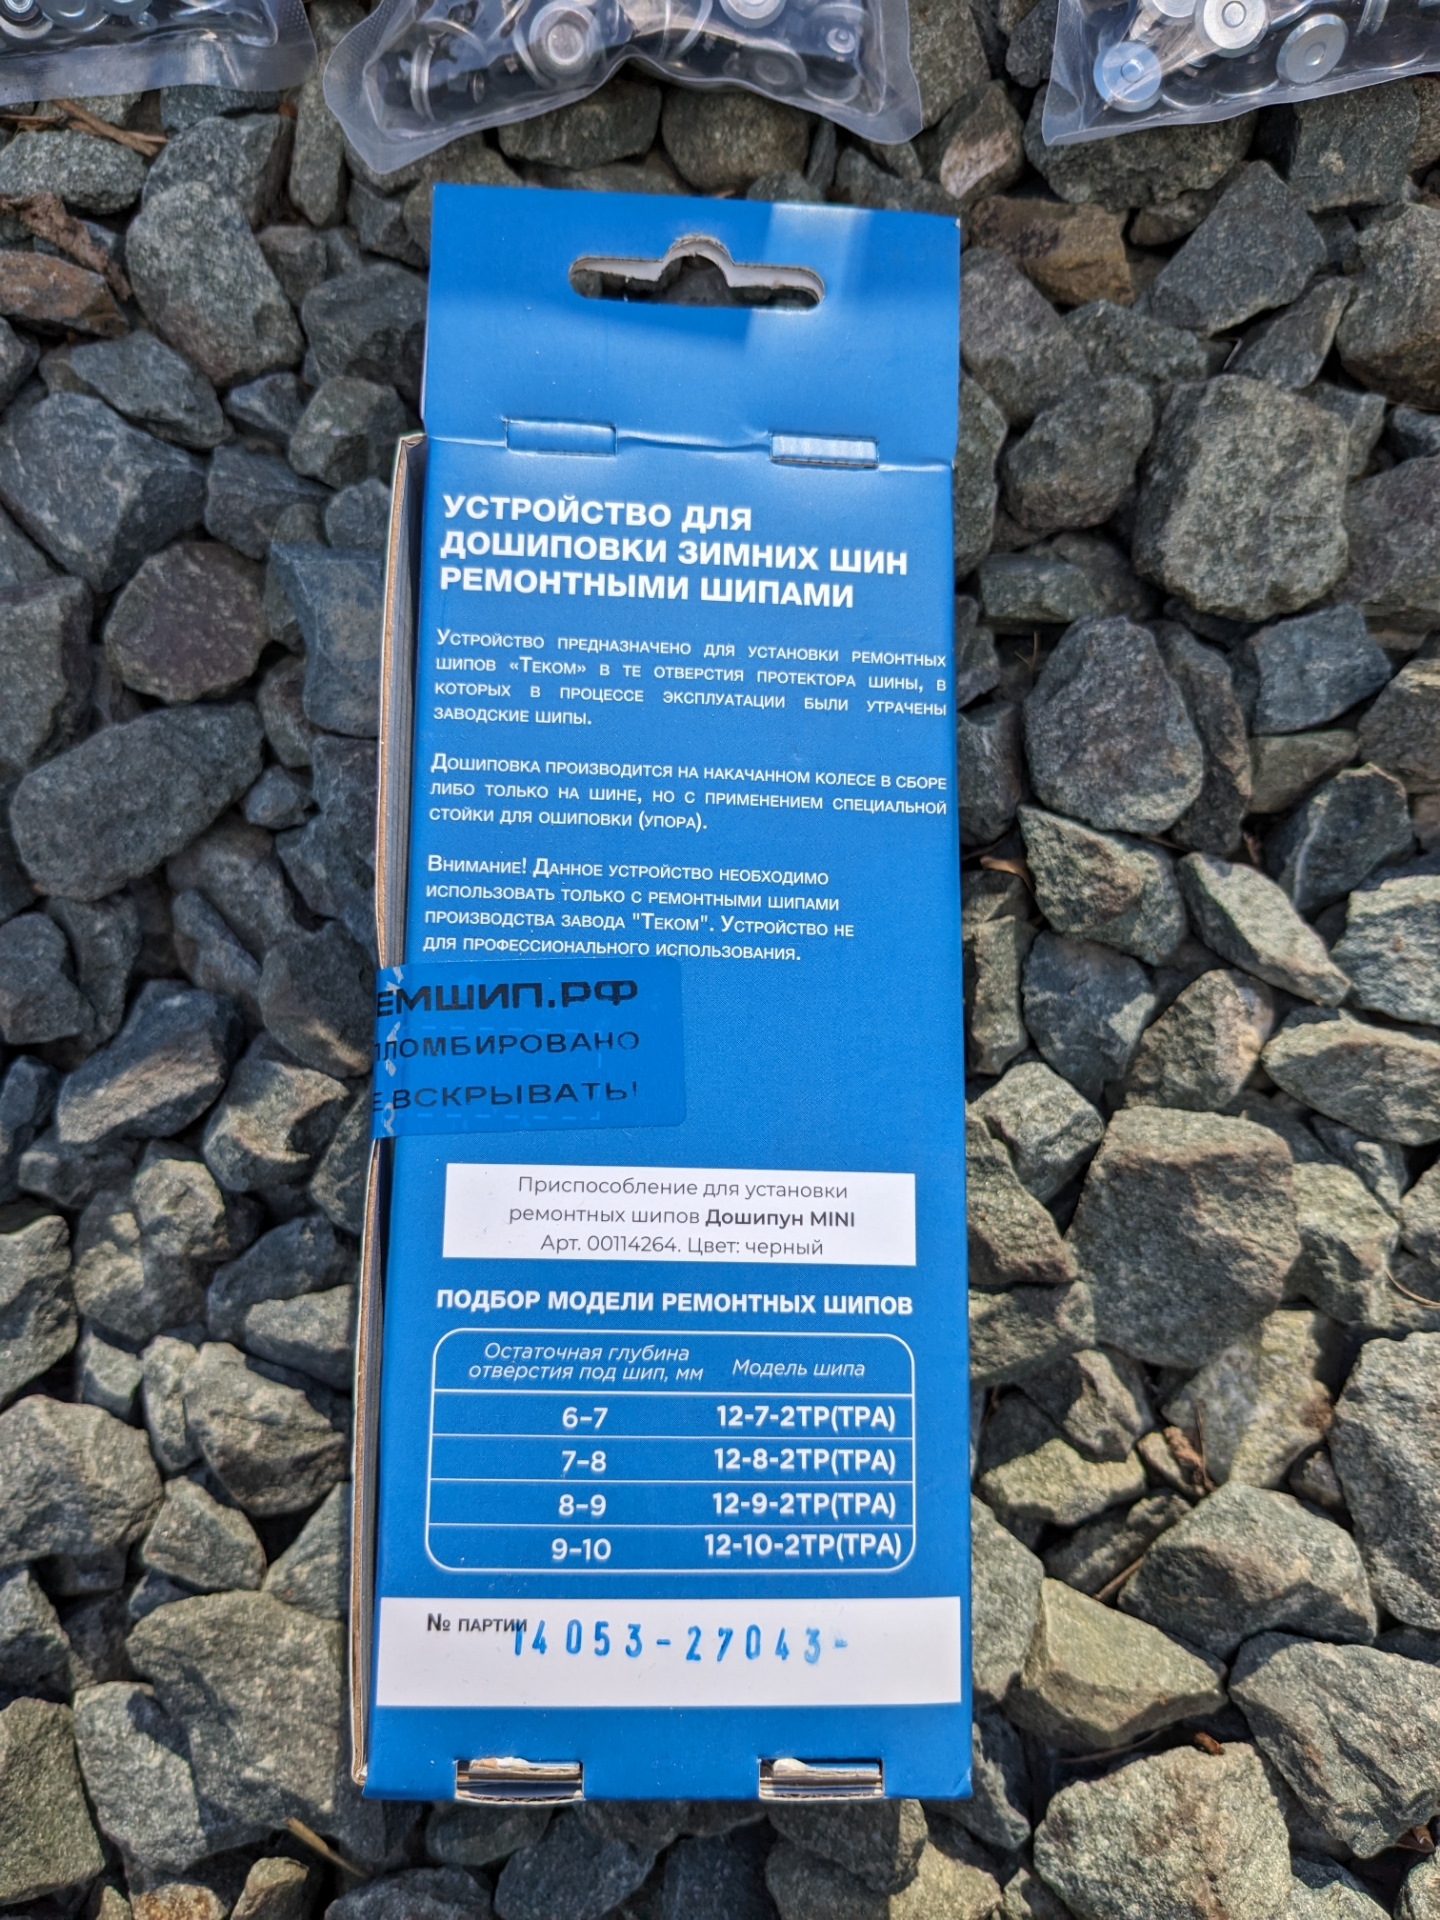 УСТРОЙСТВО ДЛЯ
ДОШИПОВКИ ЗИМНИХ ШИН
РЕМОНТНЫМИ ШИПАМИ
Устройство предназначено для установки ремонтных
шипов «Теком» в те отверстия протектора шины, в
которых в процессе эксплуатации были утрачены
заводские шипы.
Дошиповка производится на накачанном колесе в сборе
либо только на шине, но с применением специальной
стойки для ошиповки (упора).
Внимание! Данное устройство необходимо
использовать только с ремонтными шипами
производства завода "Теком". Устройство не
для профессионального использования.
ЕМШИП.РФ
ПЛОМБИРОВАНО
Е ВСКРЫВАТЬ!
Приспособление для установки
ремонтных шипов Дошипун MINI
Арт. 00114264. Цвет: черный
ПОДБОР МОДЕЛИ РЕМОНТНЫХ ШИПОВ
Остаточная глубина
отверстия под шип, мм Модель шипа
6-7 12-7-2ТР(ТРА)
7-8 12-8-2ТР(ТРА)
8-9 12-9-2ТР(ТРА)
9-10 12-10-2ТР(ТРА)
№ партии 14053-27043-